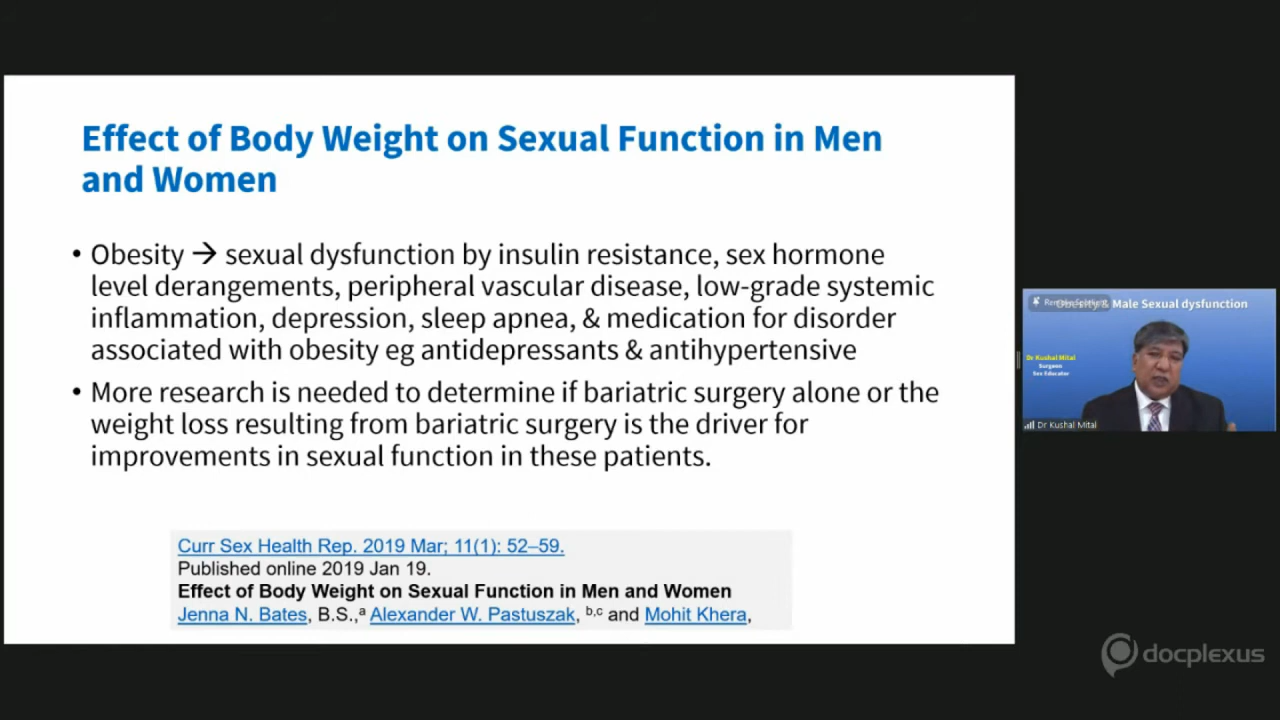 Effect of Body Weight on Sexual Function in Men
and Women
• Obesity → sexual dysfunction by insulin resistance, sex hormone
level derangements, peripheral vascular disease, low-grade systemic
inflammation, depression, sleep apnea, & medication for disorder
associated with obesity eg antidepressants & antihypertensive
• More research is needed to determine if bariatric surgery alone or the
weight loss resulting from bariatric surgery is the driver for
improvements in sexual function in these patients.
Curr Sex Health Rep. 2019 Mar; 11(1): 52–59.
Published online 2019 Jan 19.
Effect of Body Weight on Sexual Function in Men and Women
Jenna N. Bates, B.S.,a Alexander W. Pastuszak, b,c and Mohit Khera,
Male Sexual dysfunction
Dr Kushal Mital
Surgeon
Sex Educator
Dr Kushal Mital
docplexus